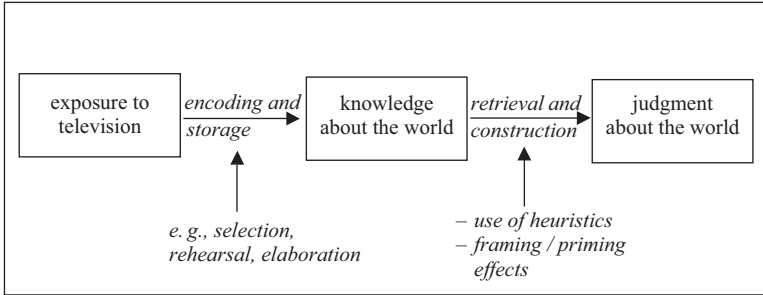 exposure to
television
encoding and
storage
knowledge
about the world
retrieval and
construction
judgment
about the world
e. g., selection,
rehearsal, elaboration
– use of heuristics
– framing / priming
effects